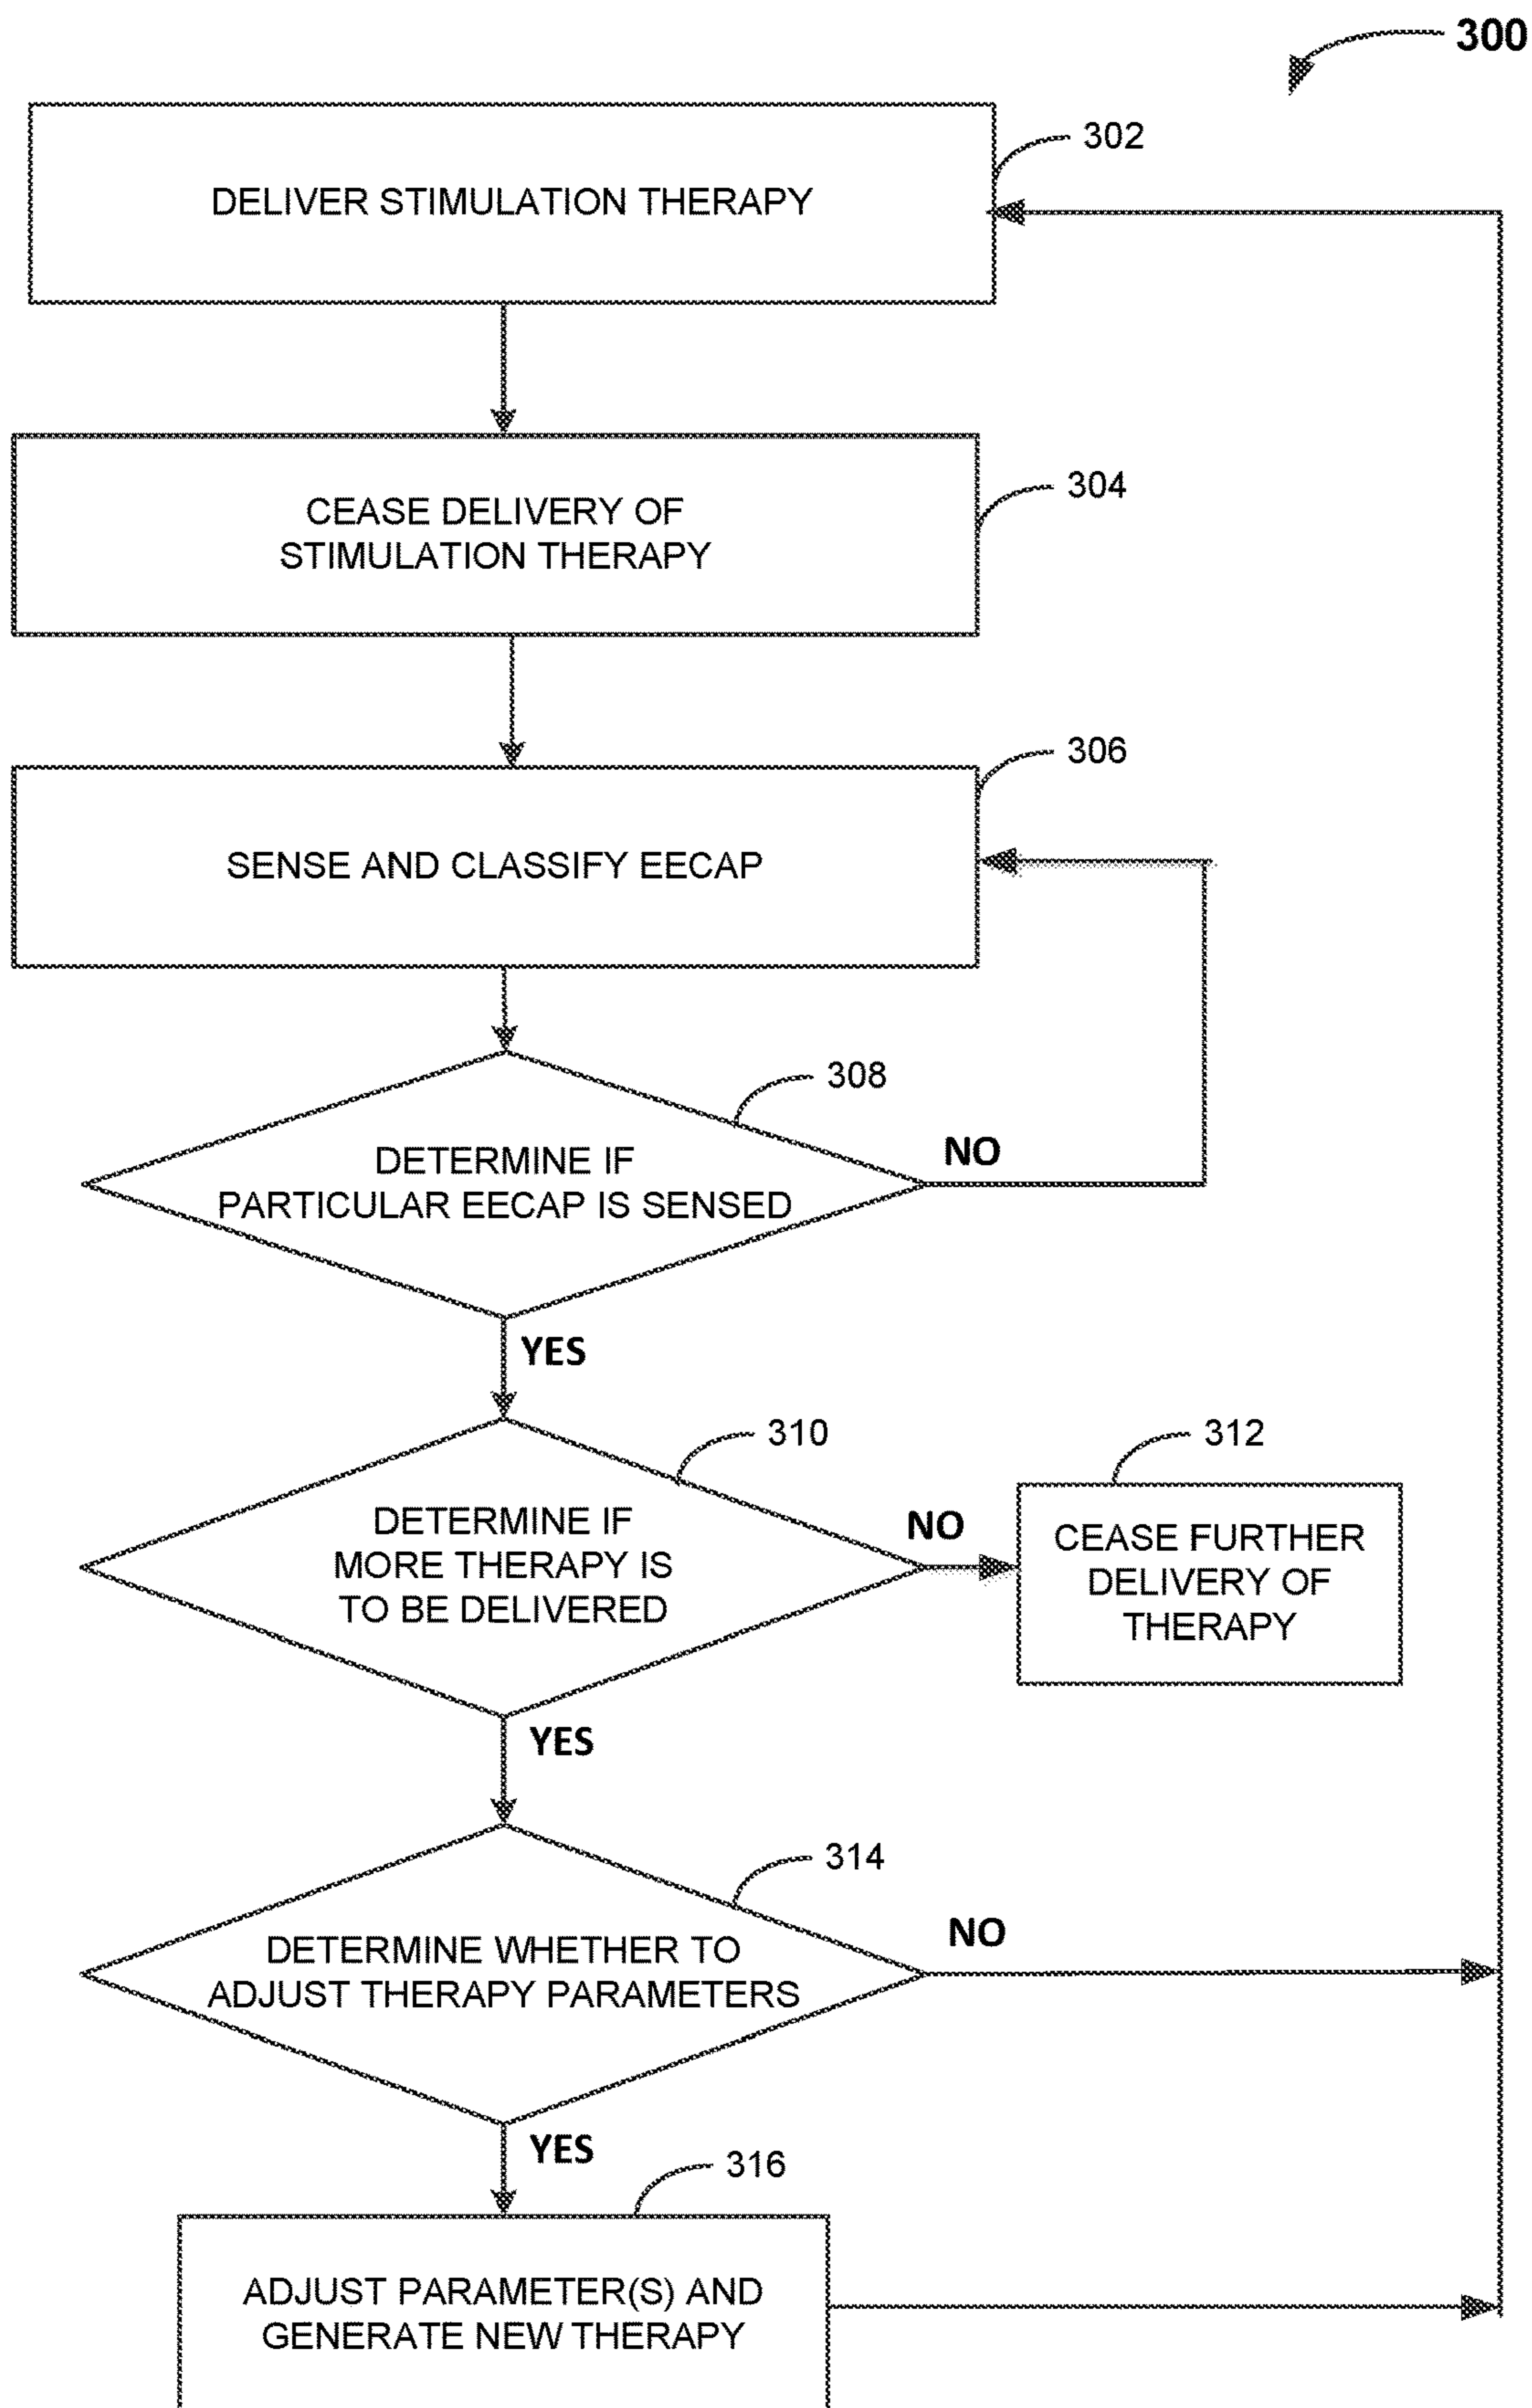 300
302
DELIVER STIMULATION THERAPY
304
CEASE DELIVERY OF
STIMULATION THERAPY
306
SENSE AND CLASSIFY EECAP
308
DETERMINE IF
PARTICULAR EECAP IS SENSED
NO
YES
310
DETERMINE IF
MORE THERAPY IS
TO BE DELIVERED
NO
312
CEASE FURTHER
DELIVERY OF
THERAPY
YES
314
DETERMINE WHETHER TO
ADJUST THERAPY PARAMETERS
NO
YES
316
ADJUST PARAMETER(S) AND
GENERATE NEW THERAPY